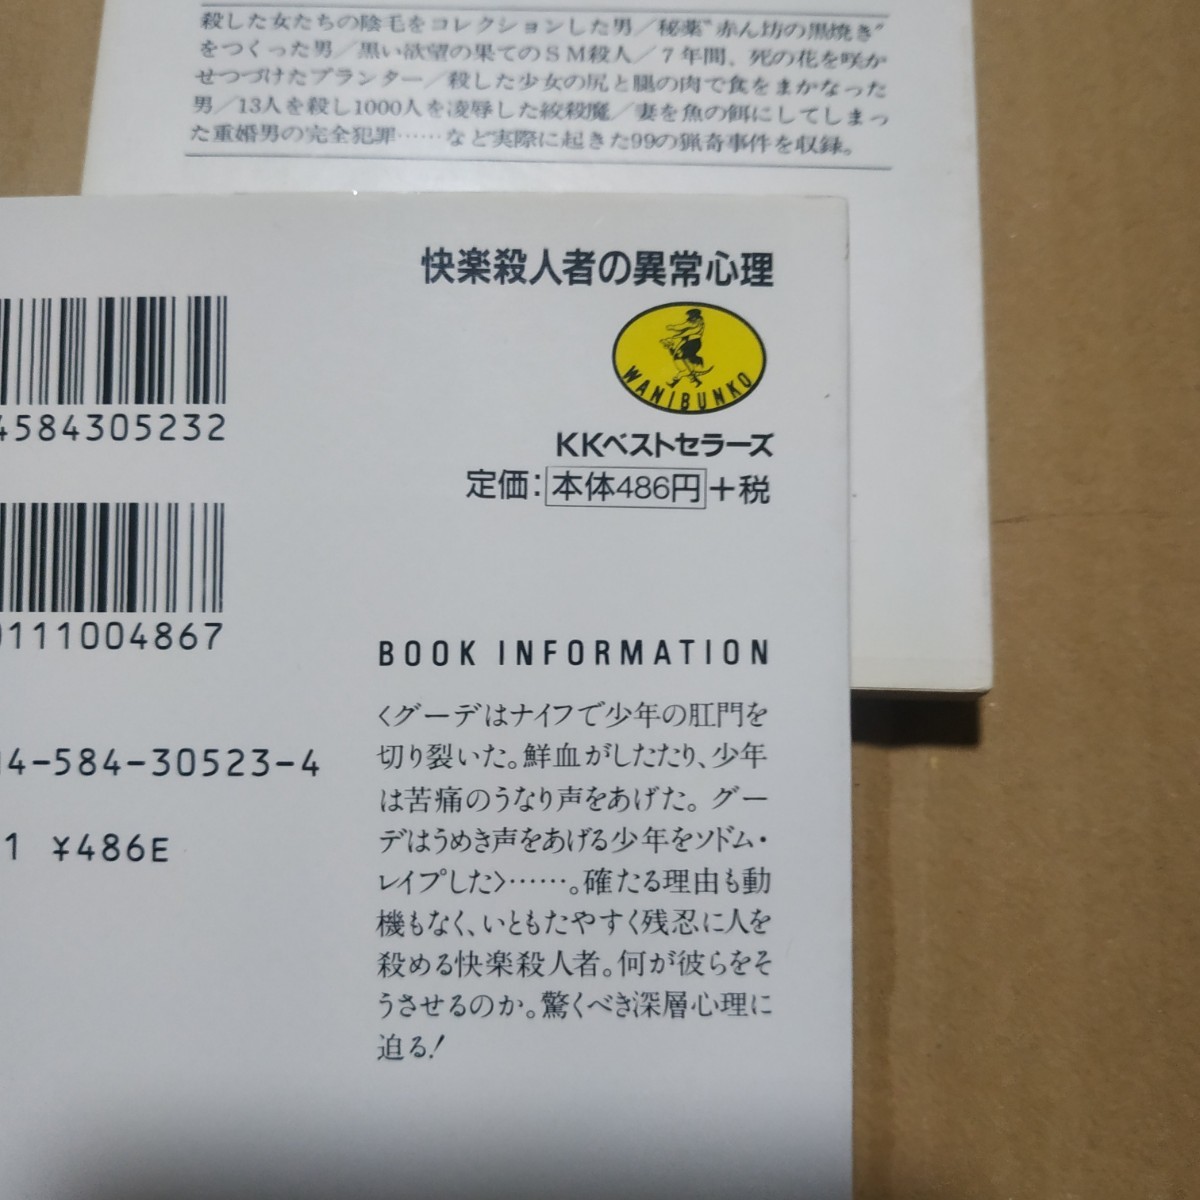 殺した女たちの陰毛をコレクションした男／秘薬〝赤ん坊の黒焼き〟
をつくった男／黒い欲望の果てのＳＭ殺人／７年間、死の花を咲か
せつづけたプランター／殺した少女の尻と腿の肉で食をまかなった
男／13人を殺し1000人を凌辱した絞殺魔／妻を魚の餌にしてしまっ
た重婚男の完全犯罪……など実際に起きた99の猟奇事件を収録。
快楽殺人者の異常心理
WANIBUNKO
KKベストセラーズ
定価：本体486円＋税
4584305232
0111004867
4-584-30523-4
1 ¥486E
BOOK INFORMATION
〈グーデはナイフで少年の肛門を
切り裂いた。鮮血がしたたり、少年
は苦痛のうなり声をあげた。グー
デはうめき声をあげる少年をソドム・
レイプした〉……。確たる理由も動
機もなく、いともたやすく残忍に人を
殺める快楽殺人者。何が彼らをそ
うさせるのか。驚くべき深層心理に
迫る！